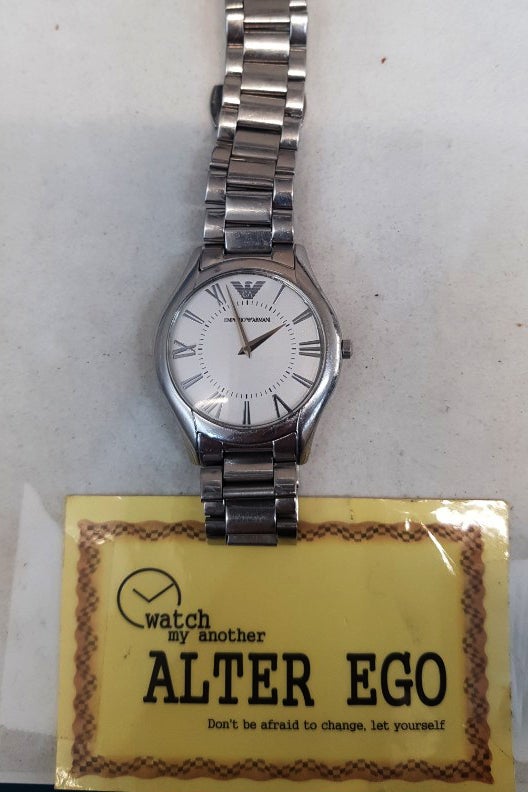 EMPORIO ARMANI
watch
my another
ALTER EGO
Don't be afraid to change, let yourself